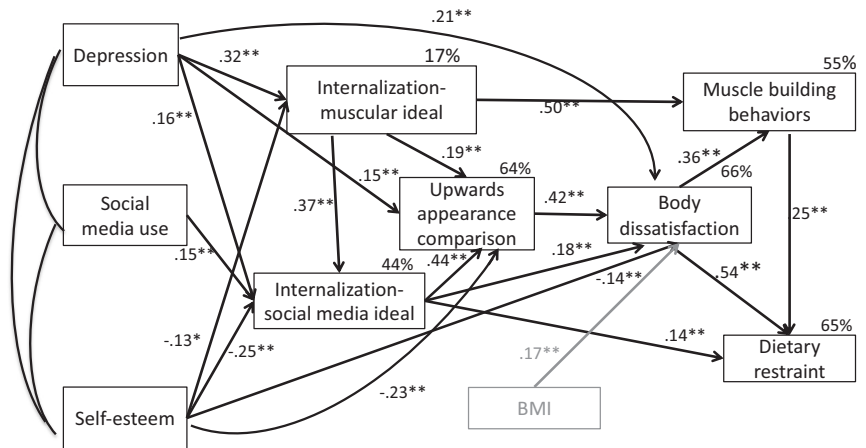 .21**
Depression
.32**
17%
55%
Internalization-
muscular ideal
Muscle building
behaviors
.50**
.16**
.19**
.36**
.15**
64%
66%
Social
media use
.37**
Upwards
appearance
comparison
.42**
Body
dissatisfaction
.25**
.15**
44%
.44**
.18**
-.14**
.54**
Internalization-
social media ideal
-.13*
-.25**
.17**
.14**
65%
Dietary
restraint
-.23**
BMI
Self-esteem